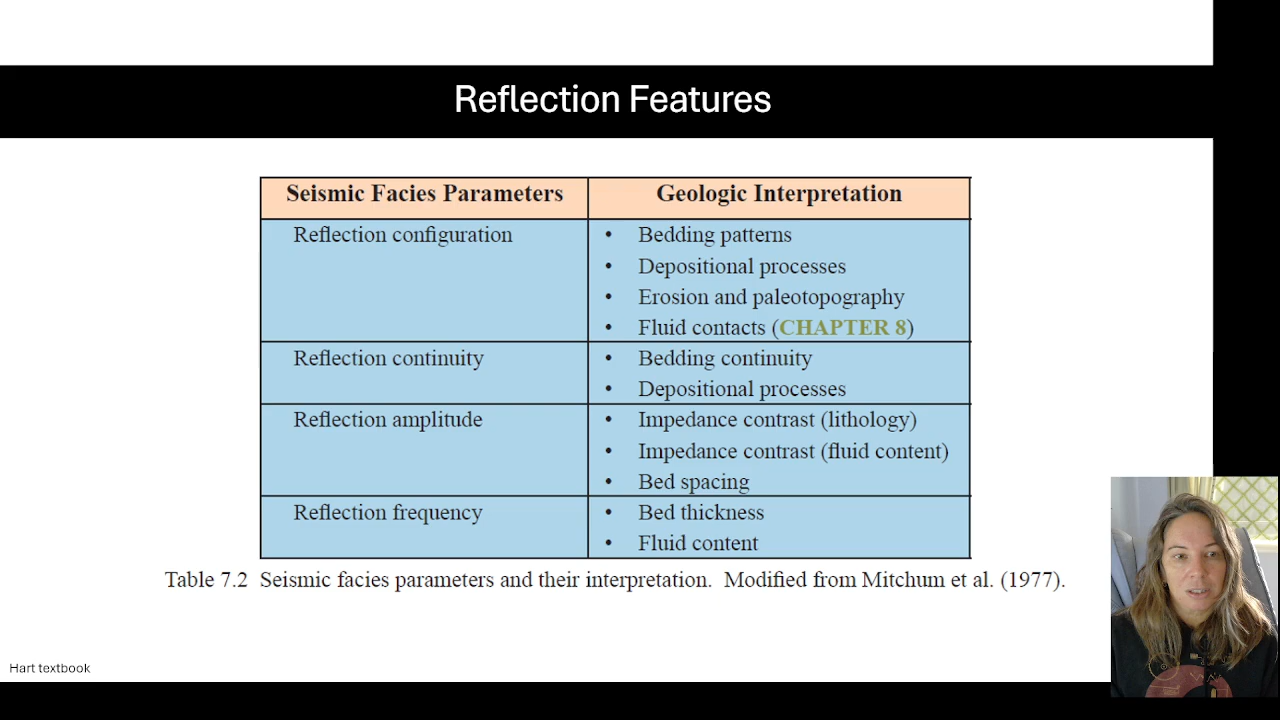 Reflection Features
Seismic Facies Parameters
Geologic Interpretation
Reflection configuration
• Bedding patterns
• Depositional processes
• Erosion and paleotopography
• Fluid contacts (CHAPTER 8)
Reflection continuity
• Bedding continuity
• Depositional processes
Reflection amplitude
• Impedance contrast (lithology)
• Impedance contrast (fluid content)
• Bed spacing
Reflection frequency
• Bed thickness
• Fluid content
Table 7.2 Seismic facies parameters and their interpretation. Modified from Mitchum et al. (1977).
Hart textbook